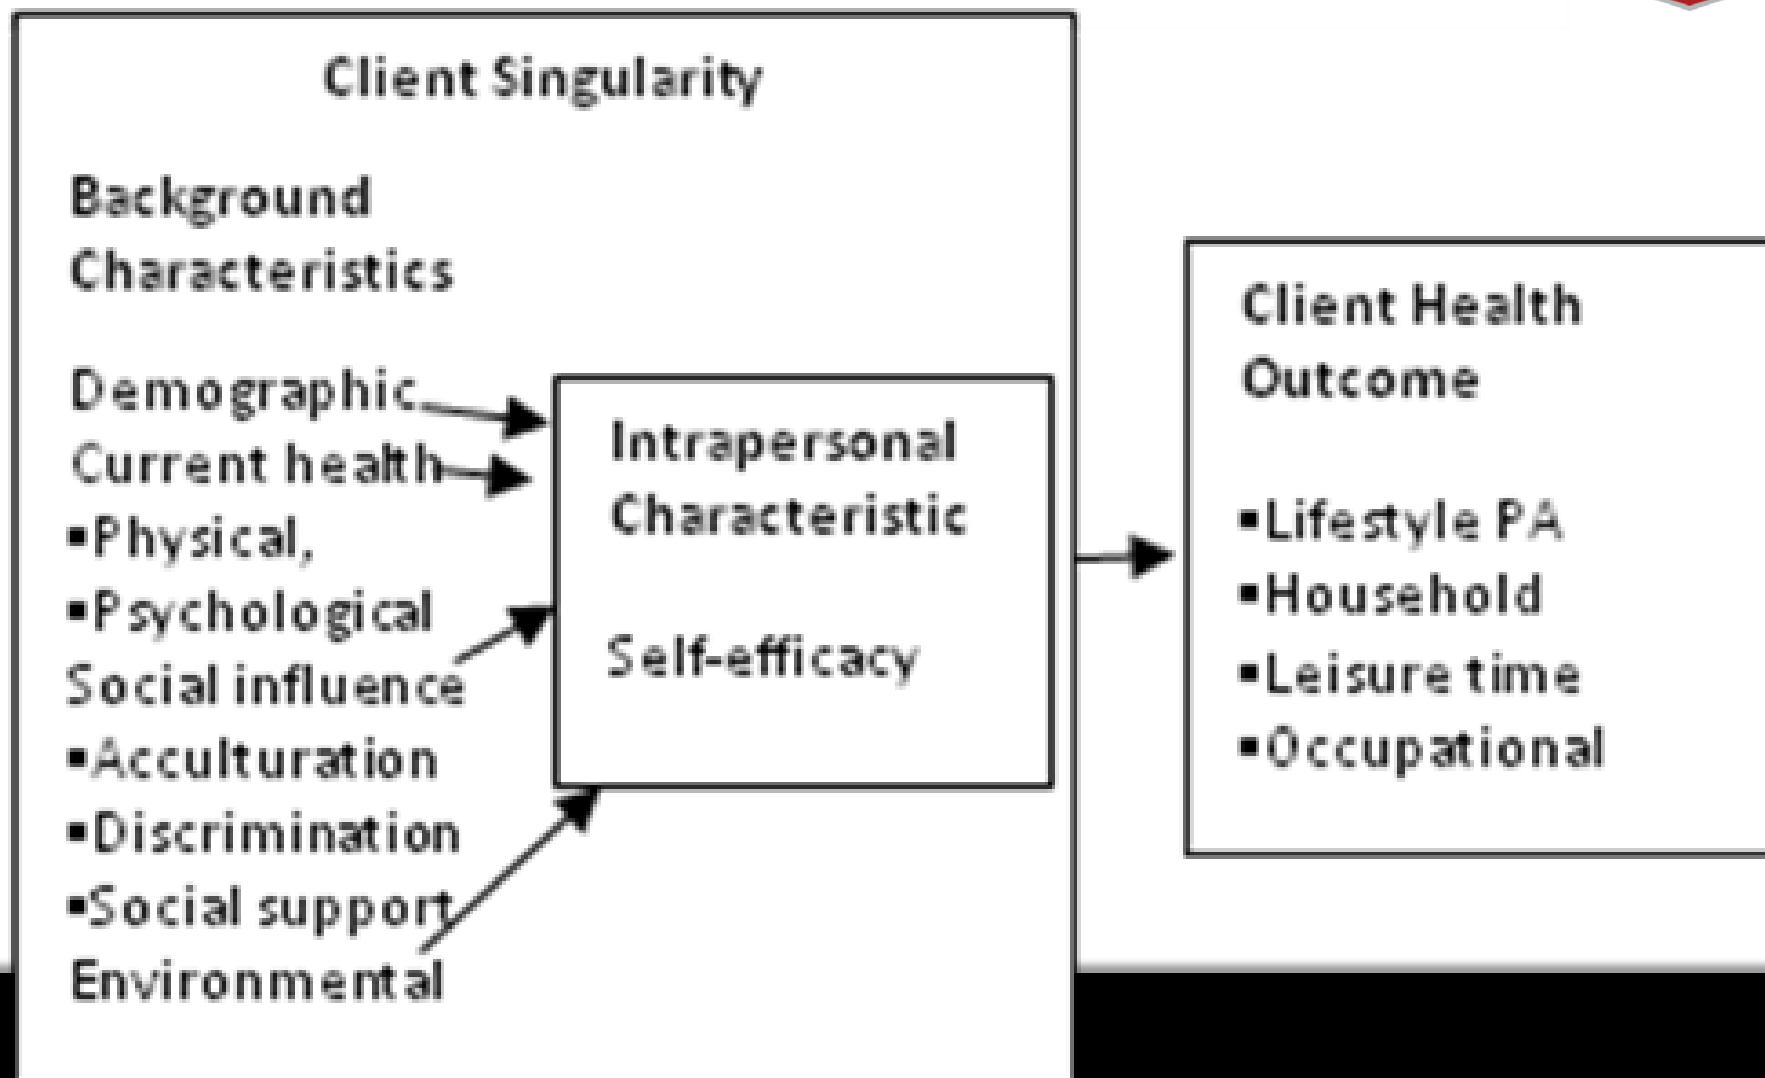 Client Singularity
Background
Characteristics
Demographic
Current health
▪Physical,
▪Psychological
Social influence
▪Acculturation
▪Discrimination
▪Social support
Environmental
Intrapersonal
Characteristic
Self-efficacy
Client Health
Outcome
▪Lifestyle PA
▪Household
▪Leisure time
▪Occupational